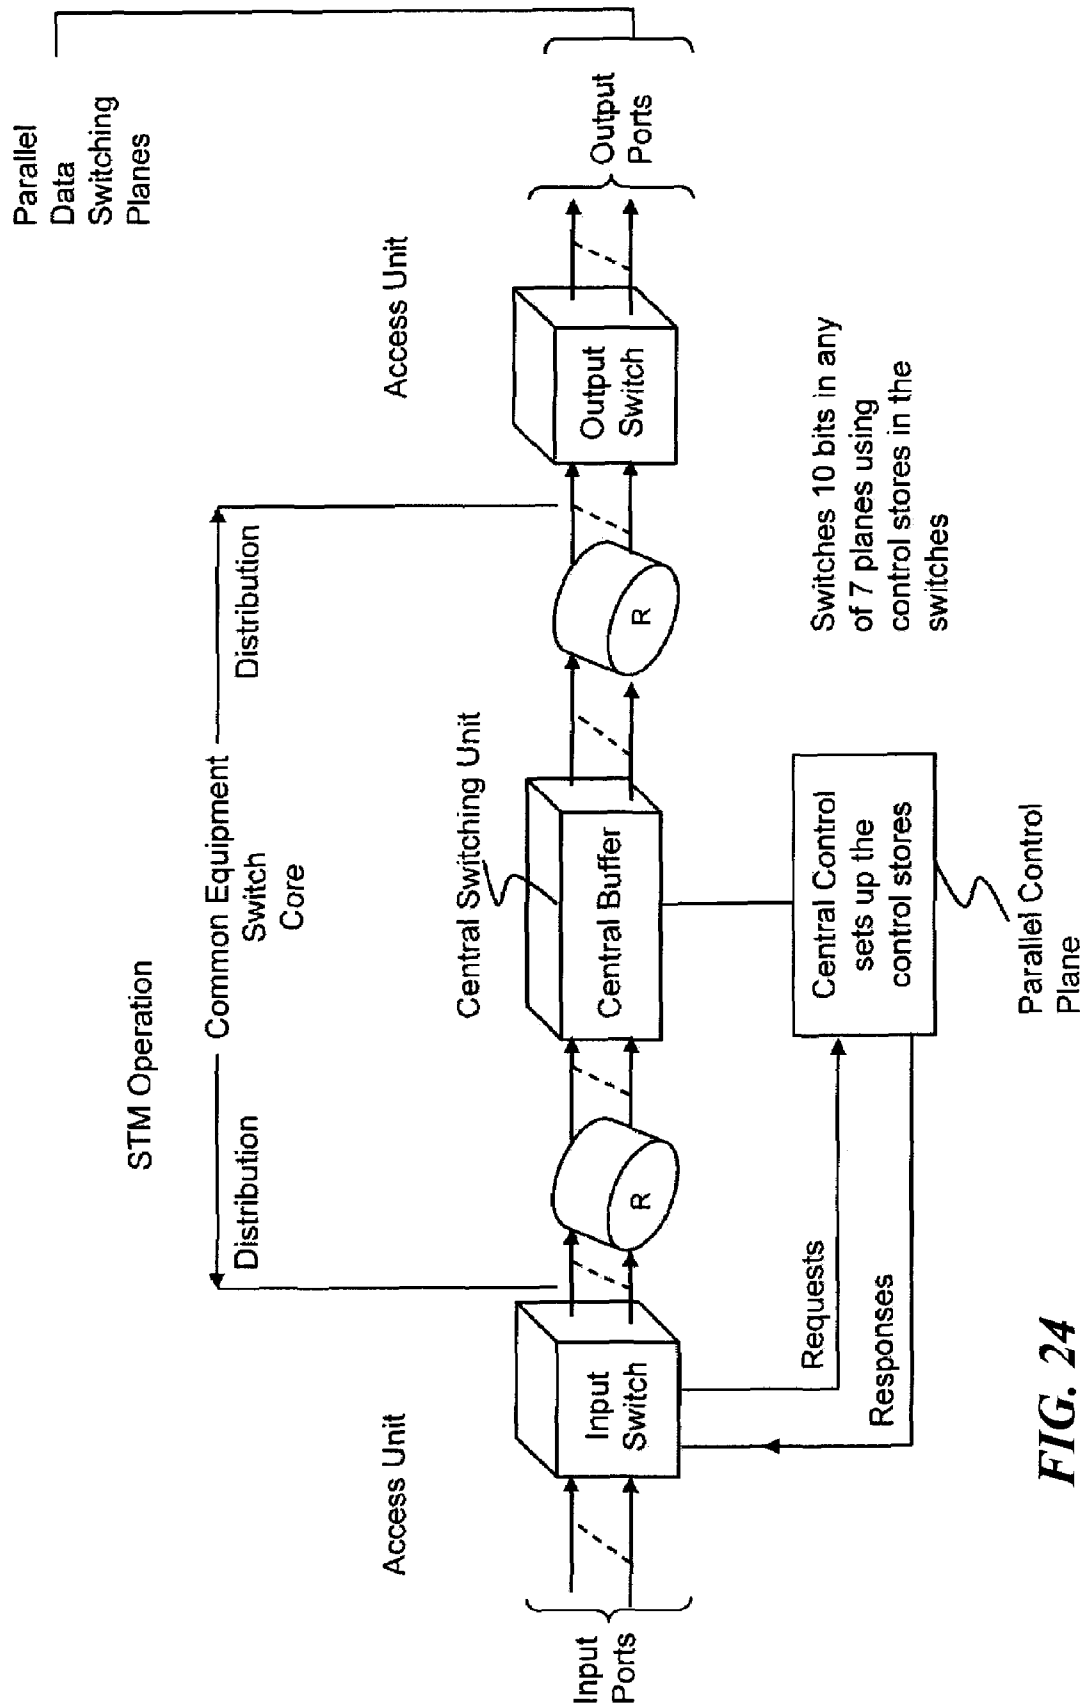 STM Operation
Parallel
Data
Switching
Planes
Common Equipment
Switch
Core
Distribution
Distribution
Access Unit
Central Switching Unit
Access Unit
Input
Ports
Input
Switch
R
Central Buffer
R
Output
Switch
Output
Ports
Requests
Responses
Central Control
sets up the
control stores
Parallel Control
Plane
Switches 10 bits in any
of 7 planes using
control stores in the
switches
FIG. 24